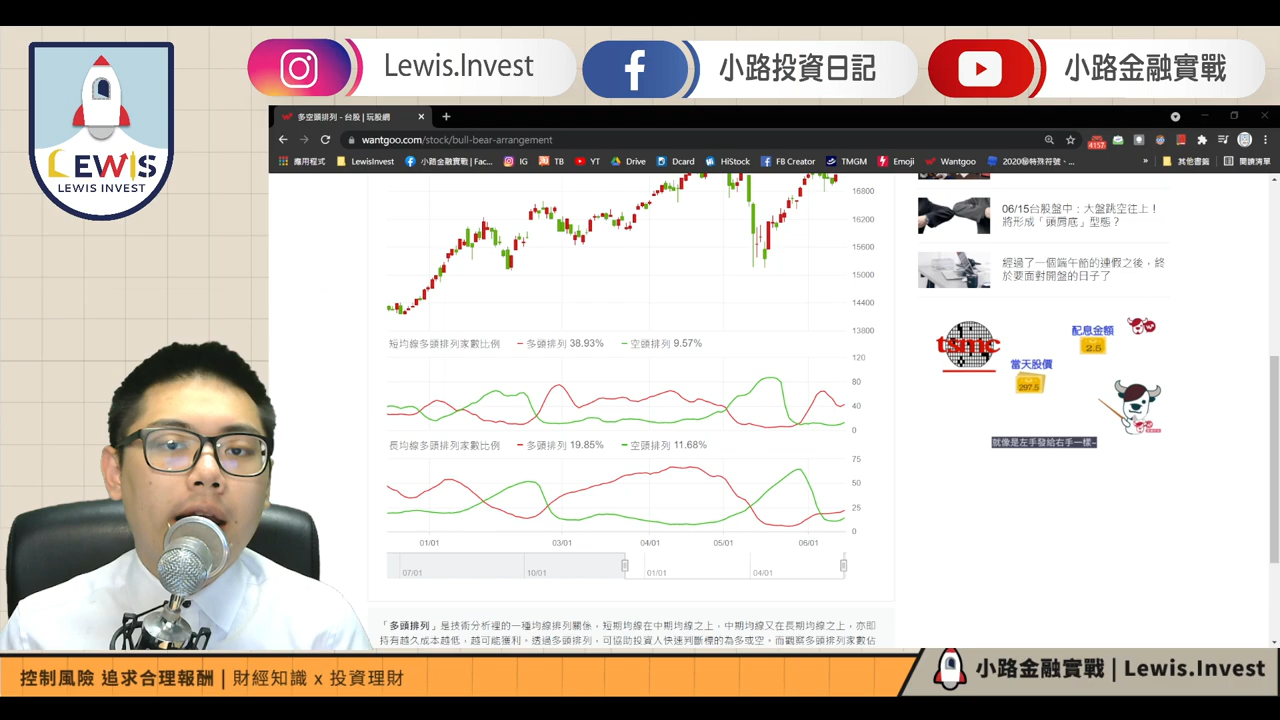 Lewis.Invest
小路投資日記
小路金融實戰
LEWIS
LEWIS INVEST
多空頭排列 - 台股 | 玩股網
wantgoo.com/stock/bull-bear-arrangement
4157
應用程式
LewisInvest
小路金融實戰 | Fac...
IG
TB
YT
Drive
Dcard
HiStock
FB Creator
TMGM
Emoji
Wantgoo
2020㊕特殊符號 - ...
»
其他書籤
閱讀清單
16800
16200
15600
15000
14400
13800
短均線多頭排列家數比例 多頭排列 38.93% 空頭排列 9.57%
120
80
40
0
長均線多頭排列家數比例 多頭排列 19.85% 空頭排列 11.68%
75
50
25
0
01/01 03/01 04/01 05/01 06/01
07/01 10/01 01/01 04/01
「多頭排列」是技術分析裡的一種均線排列關係，短期均線在中期均線之上，中期均線又在長期均線之上，亦即
持有越久成本越低，越可能獲利。透過多頭排列，可協助投資人快速判斷標的為多或空。而觀察多頭排列家數佔
06/15台股盤中：大盤跳空往上！
將形成「頭肩底」型態？
經過了一個端午節的連假之後，終
於要面對開盤的日子了
tsmc
配息金額
2.5
當天股價
297.5
就像是左手發給右手一樣~
控制風險 追求合理報酬 | 財經知識 x 投資理財
小路金融實戰 | Lewis.Invest